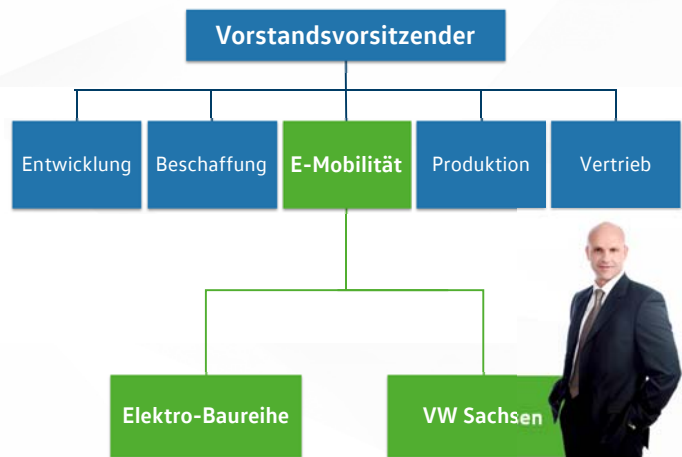 Vorstandsvorsitzender
Entwicklung
Beschaffung
E-Mobilität
Produktion
Vertrieb
Elektro-Baureihe
VW Sachsen